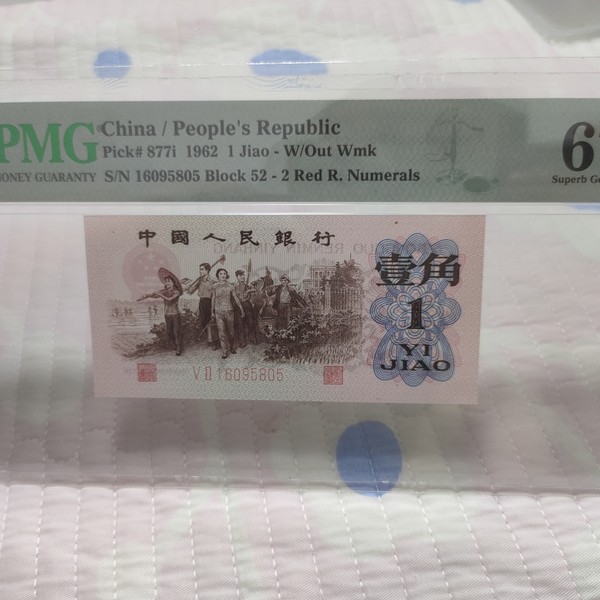 PMG
China / People's Republic
Pick# 877i 1962 1 Jiao - W/Out Wmk
MONEY GUARANTY
S/N 16095805 Block 52 - 2 Red R. Numerals
6
Superb
中國人民銀行
壹角
1
YI
JIAO
V II 16095805